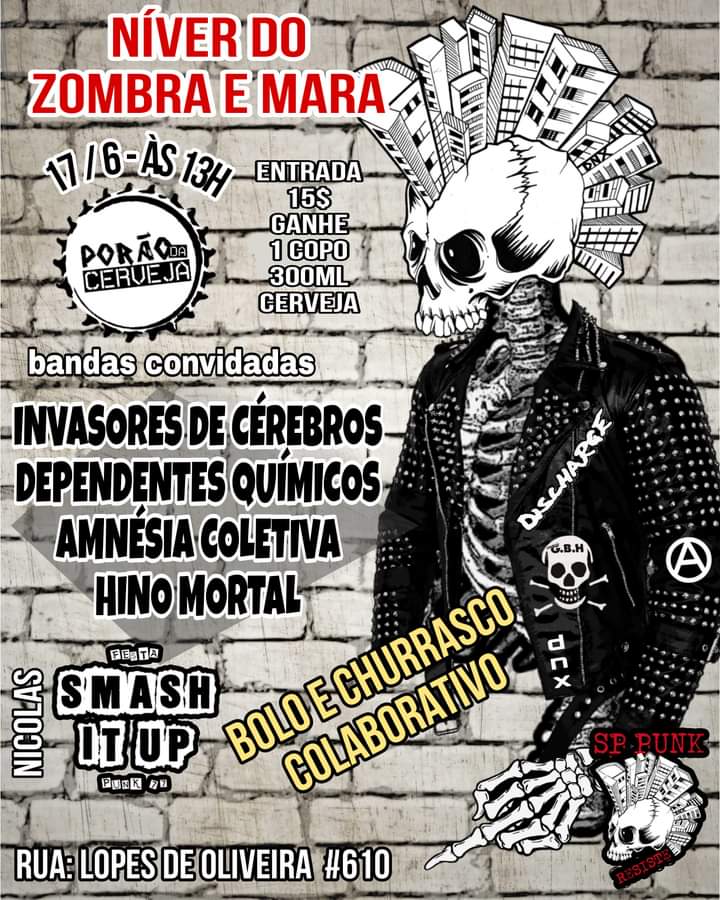 NÍVER DO
ZOMBRA E MARA
17/6 - ÀS 13H
ENTRADA
15$
GANHE
1 COPO
300ML
CERVEJA
PORÃO DA
CERVEJA
bandas convidadas
INVASORES DE CÉREBROS
DEPENDENTES QUÍMICOS
AMNÉSIA COLETIVA
HINO MORTAL
DISCHARGE
G.B.H
A
BOLO E CHURRASCO
COLABORATIVO
NICOLAS
FESTA
SMASH
IT UP
PUNK 77
SP PUNK
RESISTE
RUA: LOPES DE OLIVEIRA #610